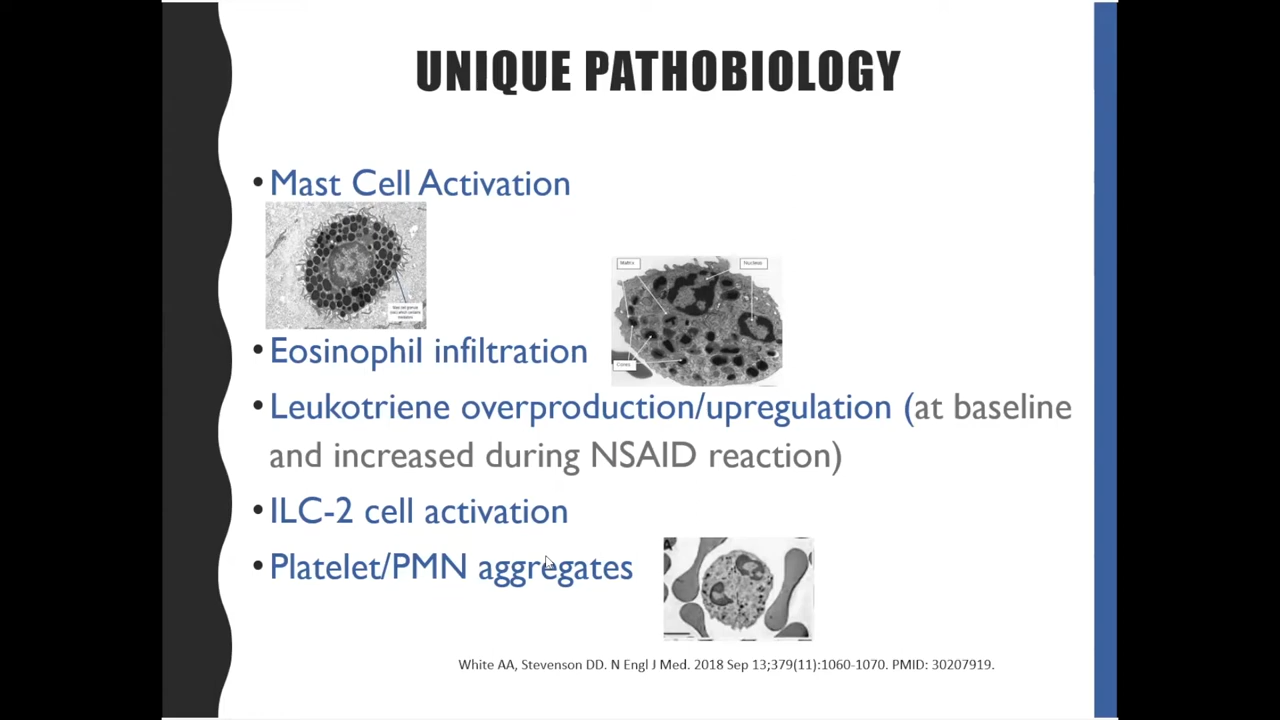 UNIQUE PATHOBIOLOGY
• Mast Cell Activation
Matrix
Nucleus
Cores
• Eosinophil infiltration
• Leukotriene overproduction/upregulation (at baseline
and increased during NSAID reaction)
• ILC-2 cell activation
• Platelet/PMN aggregates
A
White AA, Stevenson DD. N Engl J Med. 2018 Sep 13;379(11):1060-1070. PMID: 30207919.